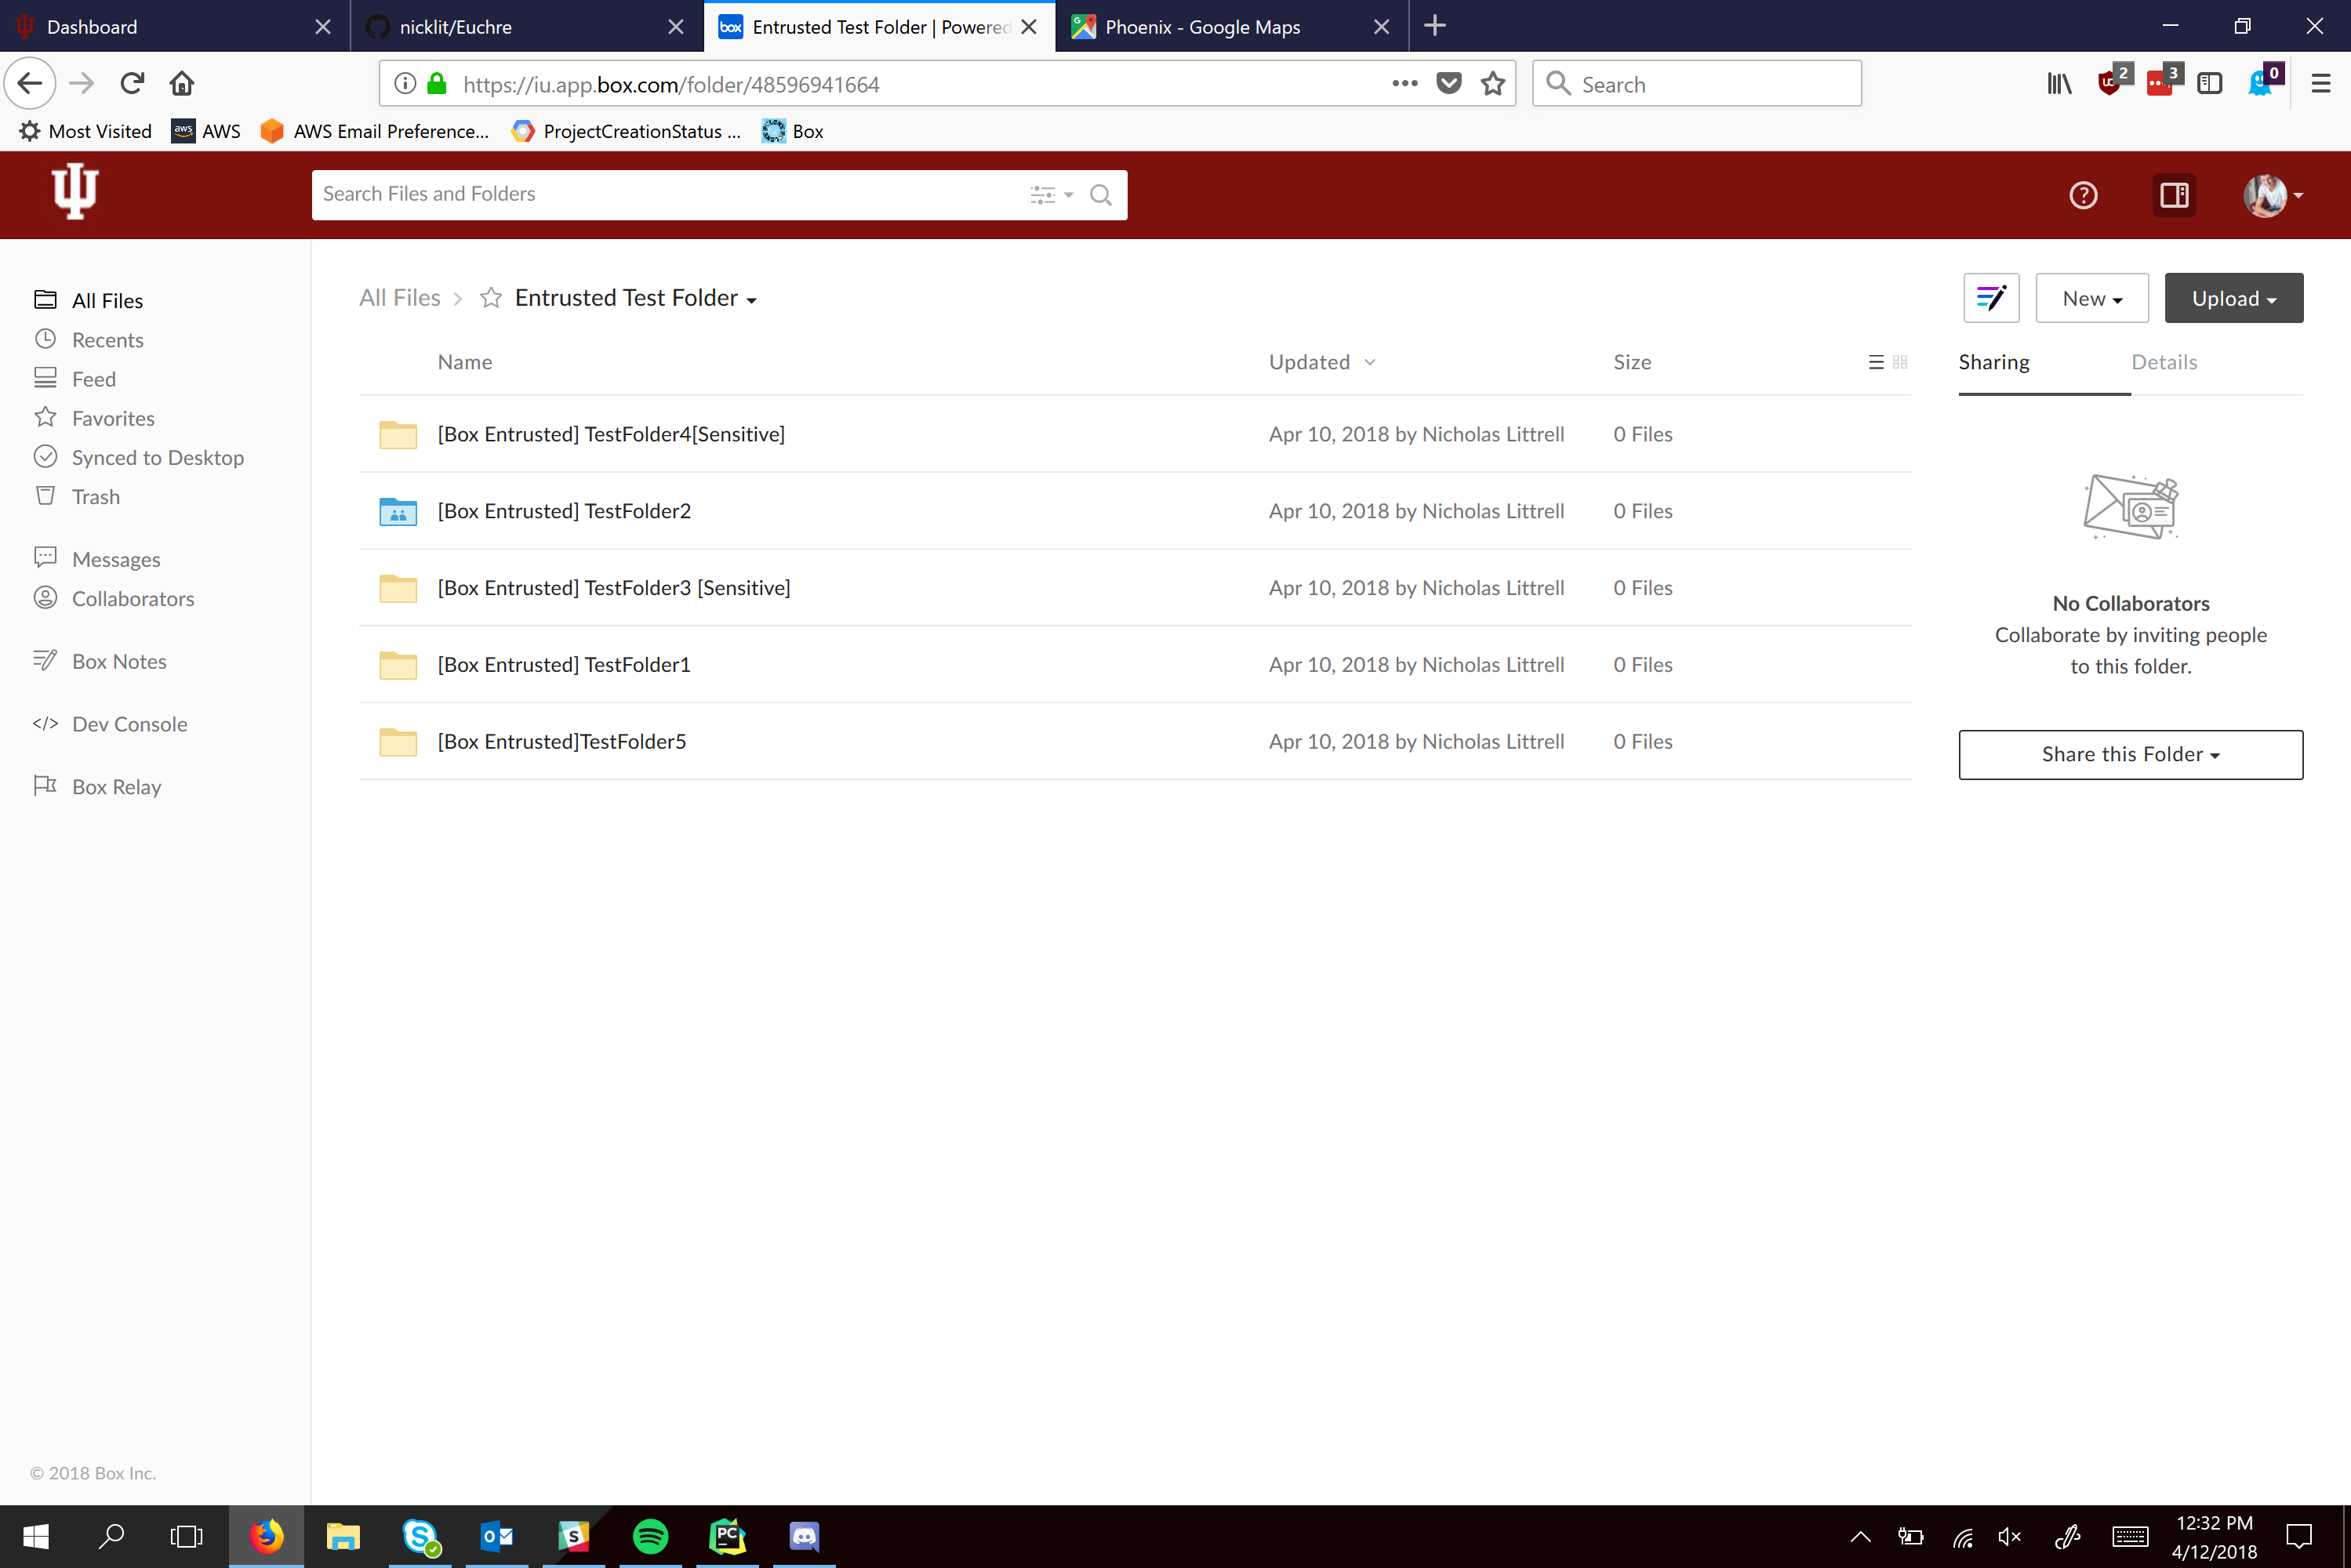 Dashboard
nicklit/Euchre
box Entrusted Test Folder | Powered
Phoenix - Google Maps
https://iu.app.box.com/folder/48596941664
Search
2
3
0
Most Visited
aws AWS
AWS Email Preference...
ProjectCreationStatus ...
Box
Search Files and Folders
All Files
Recents
Feed
Favorites
Synced to Desktop
Trash
Messages
Collaborators
Box Notes
</> Dev Console
Box Relay
© 2018 Box Inc.
All Files > Entrusted Test Folder
New
Upload
Name Updated Size
[Box Entrusted] TestFolder4[Sensitive] Apr 10, 2018 by Nicholas Littrell 0 Files
[Box Entrusted] TestFolder2 Apr 10, 2018 by Nicholas Littrell 0 Files
[Box Entrusted] TestFolder3 [Sensitive] Apr 10, 2018 by Nicholas Littrell 0 Files
[Box Entrusted] TestFolder1 Apr 10, 2018 by Nicholas Littrell 0 Files
[Box Entrusted]TestFolder5 Apr 10, 2018 by Nicholas Littrell 0 Files
Sharing Details
No Collaborators
Collaborate by inviting people
to this folder.
Share this Folder
12:32 PM
4/12/2018